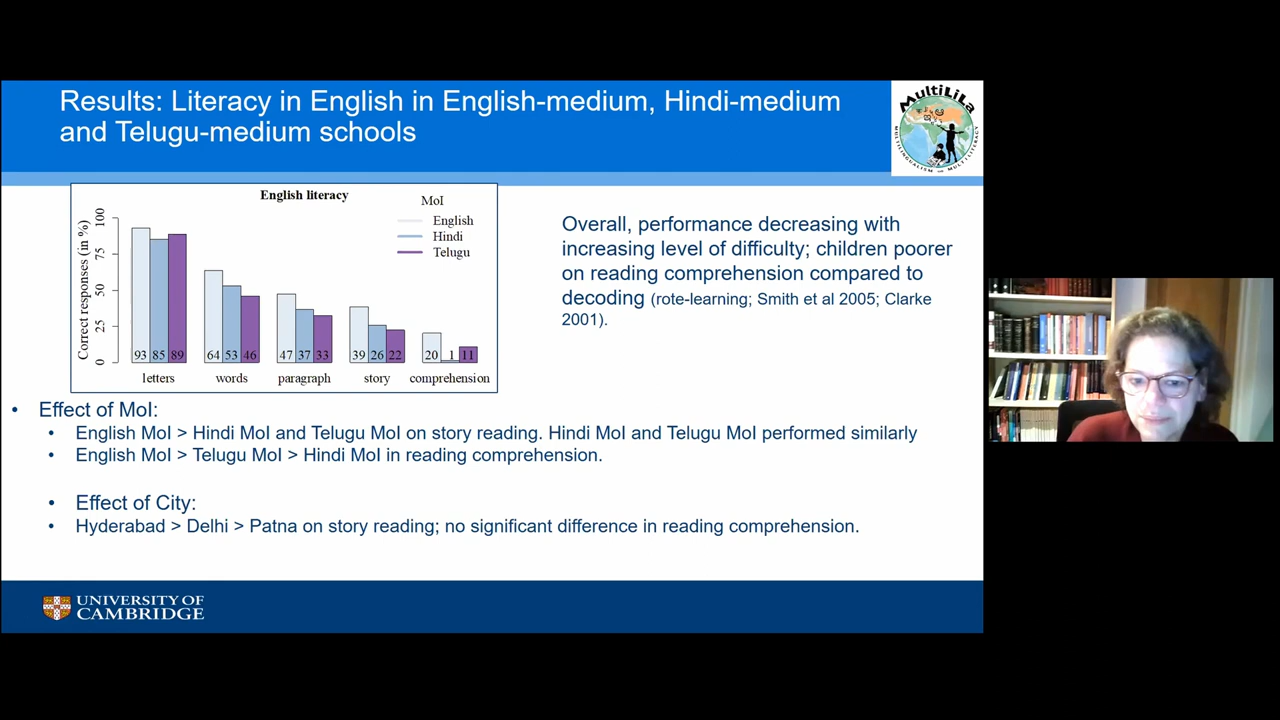 Results: Literacy in English in English-medium, Hindi-medium
and Telugu-medium schools
MultiLiLa
MULTILINGUALISM
MULTILITERACY
English literacy
MoI
English
Hindi
Telugu
Correct responses (in %)
100
75
50
25
0
93 85 89
64 53 46
47 37 33
39 26 22
20 1 11
letters words paragraph story comprehension
Overall, performance decreasing with
increasing level of difficulty; children poorer
on reading comprehension compared to
decoding (rote-learning; Smith et al 2005; Clarke
2001).
• Effect of MoI:
• English MoI > Hindi MoI and Telugu MoI on story reading. Hindi MoI and Telugu MoI performed similarly
• English MoI > Telugu MoI > Hindi MoI in reading comprehension.
• Effect of City:
• Hyderabad > Delhi > Patna on story reading; no significant difference in reading comprehension.
UNIVERSITY OF
CAMBRIDGE